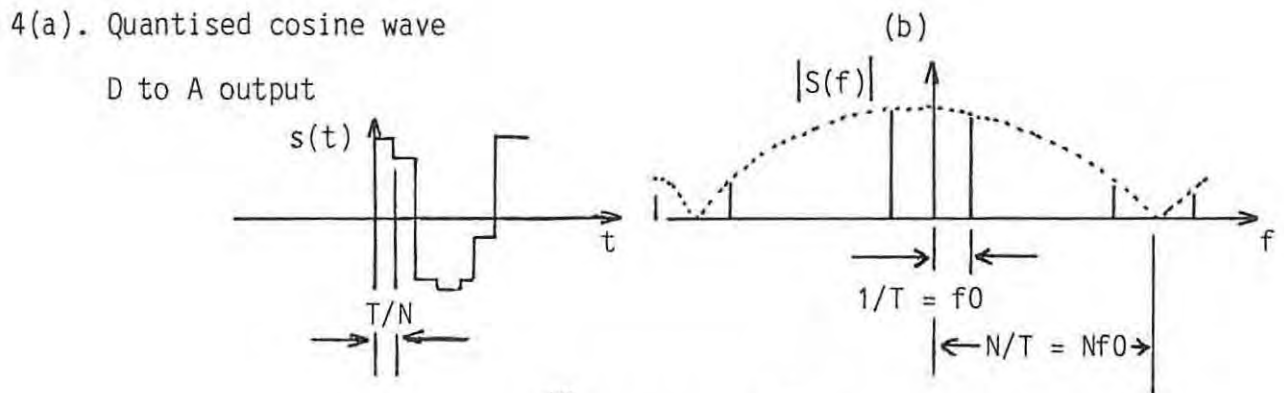 4(a). Quantised cosine wave
D to A output
s(t)
t
T/N
(b)
|S(f)|
f
1/T = f0
N/T = Nf0